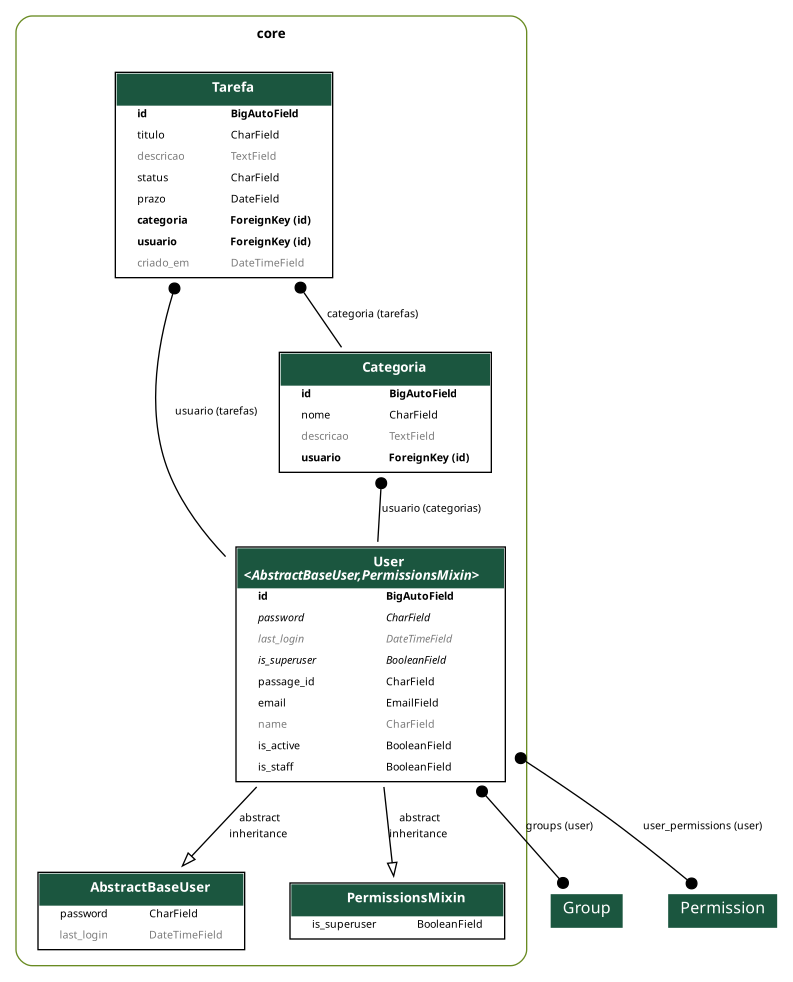 core
Tarefa
id BigAutoField
titulo CharField
descricao TextField
status CharField
prazo DateField
categoria ForeignKey (id)
usuario ForeignKey (id)
criado_em DateTimeField
categoria (tarefas)
Categoria
id BigAutoField
nome CharField
descricao TextField
usuario ForeignKey (id)
usuario (tarefas)
usuario (categorias)
User
<AbstractBaseUser,PermissionsMixin>
id BigAutoField
password CharField
last_login DateTimeField
is_superuser BooleanField
passage_id CharField
email EmailField
name CharField
is_active BooleanField
is_staff BooleanField
abstract
inheritance
abstract
inheritance
groups (user)
user_permissions (user)
AbstractBaseUser
password CharField
last_login DateTimeField
PermissionsMixin
is_superuser BooleanField
Group
Permission